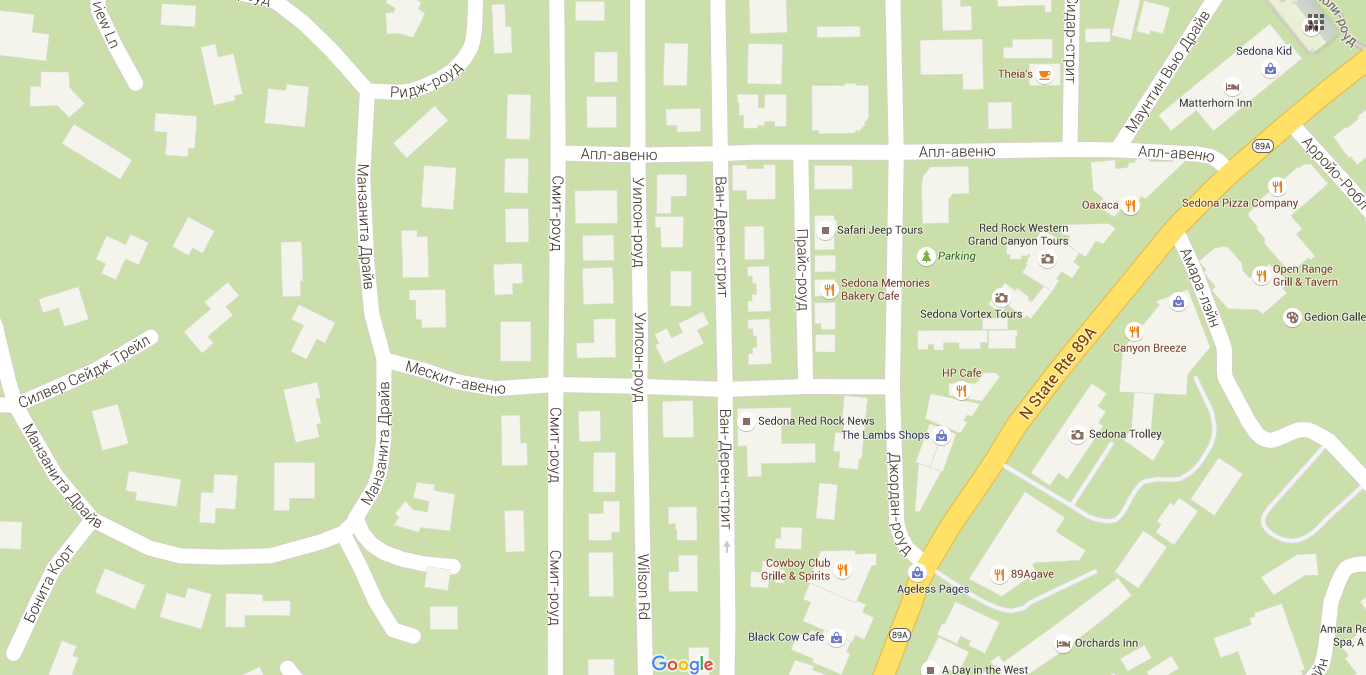 view Ln
Ридж-роуд
Манзанита Драйв
Смит-роуд
Апл-авеню
Уилсон-роуд
Ван-Дерен-стрит
Апл-авеню
Сидар-стрит
Маунтин Вью Драйв
Апл-авеню
Theia's
Sedona Kid
Matterhorn Inn
89A
Oaxaca
Sedona Pizza Company
Safari Jeep Tours
Red Rock Western
Grand Canyon Tours
Parking
Прайс-роуд
Sedona Memories
Bakery Cafe
Sedona Vortex Tours
Амара-лэйн
Open Range
Grill & Tavern
Gedion Galle
Canyon Breeze
N State Rte 89A
Уилсон-роуд
Силвер Сейдж Трейл
Мескит-авеню
HP Cafe
Манзанита Драйв
Манзанита Драйв
Смит-роуд
Ван-Дерен-стрит
Sedona Red Rock News
The Lambs Shops
Sedona Trolley
Джордан-роуд
Бонита Корт
Смит-роуд
Wilson Rd
Cowboy Club
Grille & Spirits
89Agave
Ageless Pages
Black Cow Cafe
89A
Orchards Inn
Amara Re
Spa, A
Google
A Day in the West